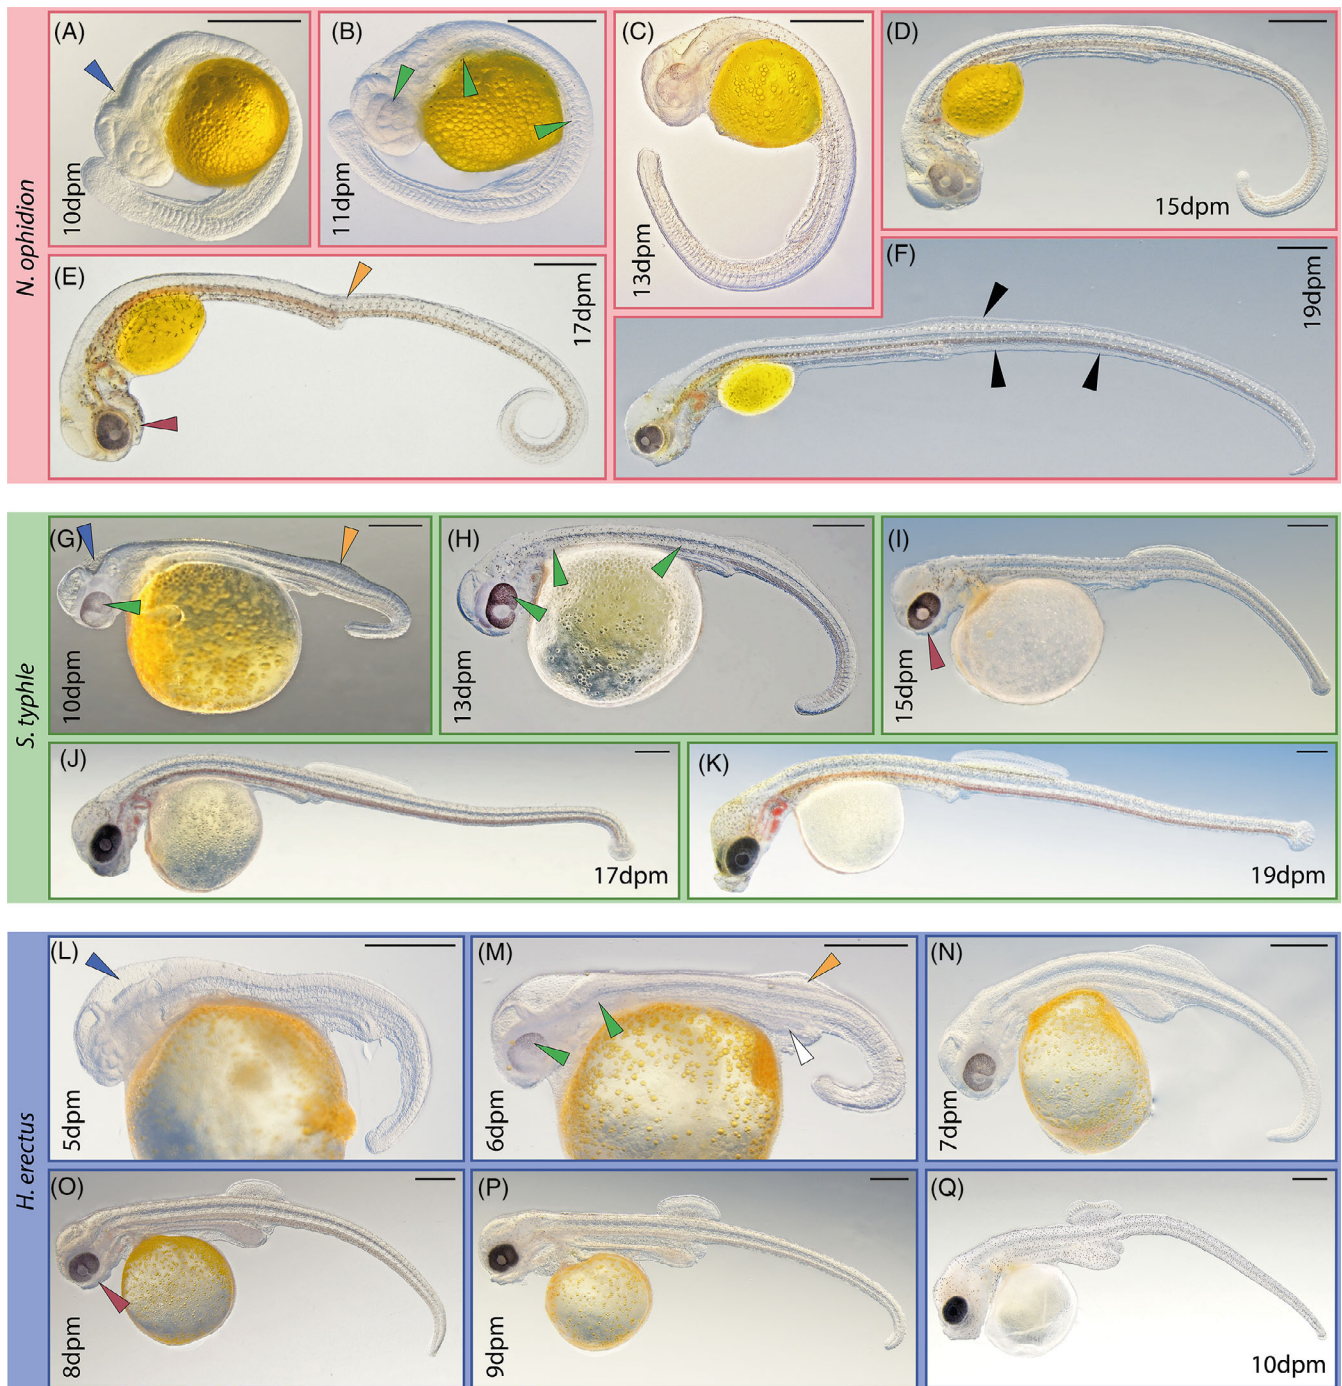 N. ophidion
(A)
10dpm
(B)
11dpm
(C)
13dpm
(D)
15dpm
(E)
17dpm
(F)
19dpm
S. typhle
(G)
10dpm
(H)
13dpm
(I)
15dpm
(J)
17dpm
(K)
19dpm
H. erectus
(L)
5dpm
(M)
6dpm
(N)
7dpm
(O)
8dpm
(P)
9dpm
(Q)
10dpm